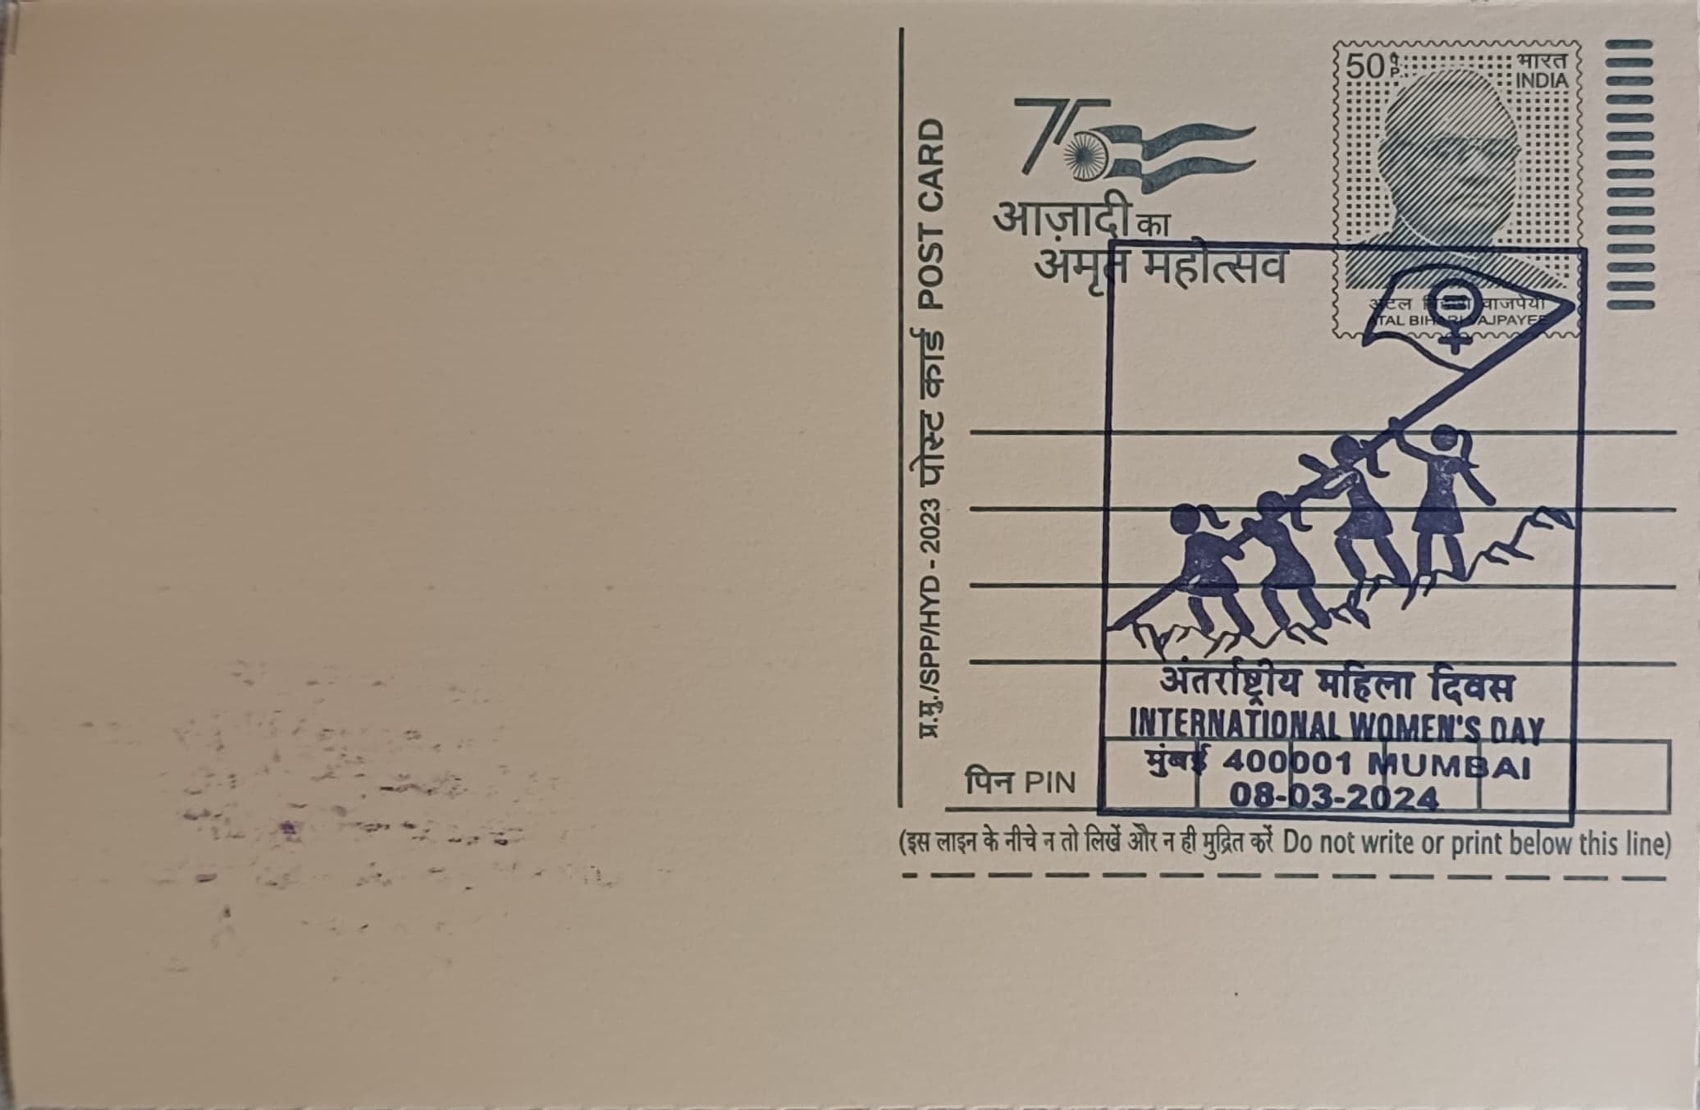 75
आज़ादी का
अमृत महोत्सव
50 पै. P.
भारत
INDIA
अटल बिहारी वाजपेयी
ATAL BIHARI VAJPAYEE
प्र.मु./SPP/HYD - 2023 पोस्ट कार्ड POST CARD
अंतर्राष्ट्रीय महिला दिवस
INTERNATIONAL WOMEN'S DAY
मुंबई 400001 MUMBAI
08-03-2024
पिन PIN
(इस लाइन के नीचे न तो लिखें और न ही मुद्रित करें Do not write or print below this line)